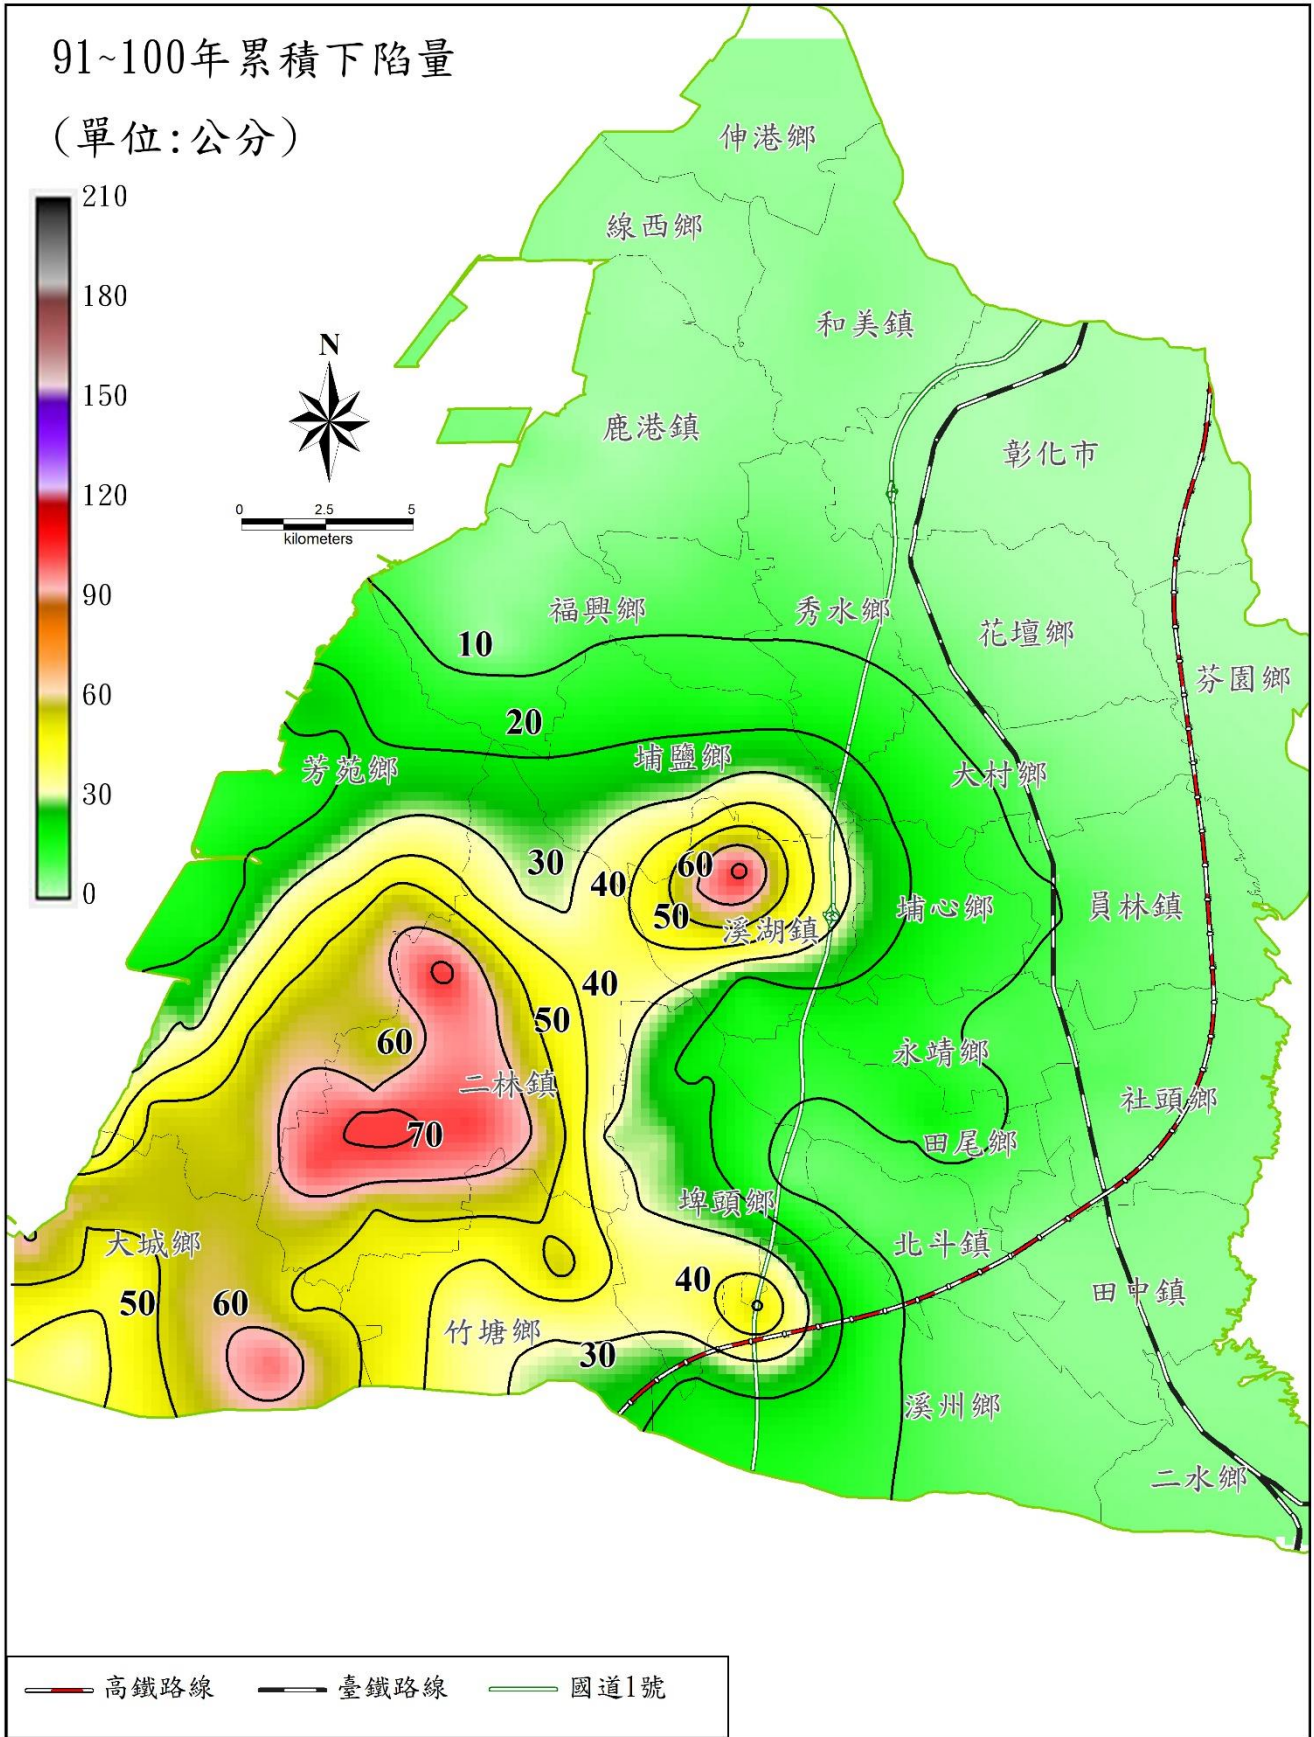 91~100年累積下陷量
(單位:公分)
210
180
150
120
90
60
30
0
N
0 2.5 5
kilometers
伸港鄉
線西鄉
和美鎮
鹿港鎮
彰化市
福興鄉
秀水鄉
花壇鄉
芬園鄉
10
20
芳苑鄉
埔鹽鄉
大村鄉
30
40
60
50
溪湖鎮
埔心鄉
員林鎮
40
50
60
二林鎮
永靖鄉
社頭鄉
70
田尾鄉
埤頭鄉
大城鄉
北斗鎮
40
田中鎮
50
60
竹塘鄉
30
溪州鄉
二水鄉
高鐵路線 臺鐵路線 國道1號